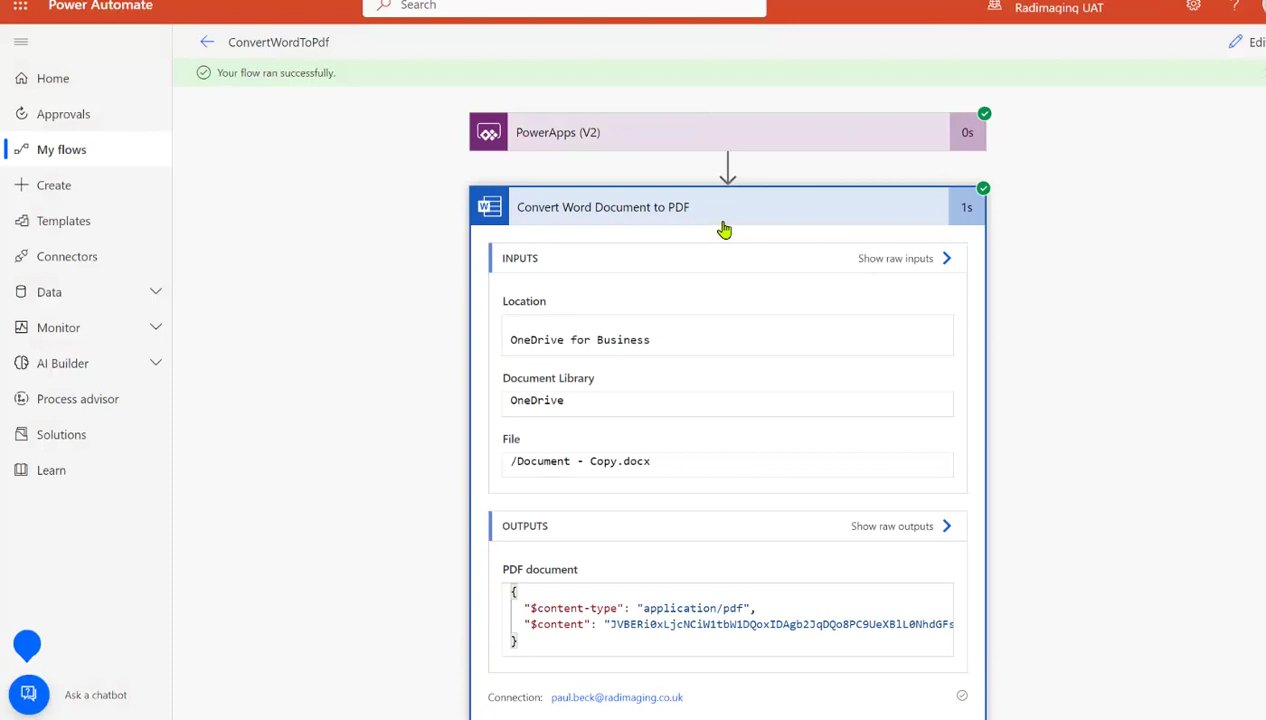 Power Automate
Search
Radimaging UAT
ConvertWordToPdf
Edi
Your flow ran successfully.
Home
Approvals
My flows
Create
Templates
Connectors
Data
Monitor
AI Builder
Process advisor
Solutions
Learn
Ask a chatbot
PowerApps (V2)
0s
Convert Word Document to PDF
1s
INPUTS
Show raw inputs
Location
OneDrive for Business
Document Library
OneDrive
File
/Document - Copy.docx
OUTPUTS
Show raw outputs
PDF document
{
"$content-type": "application/pdf",
"$content": "JVBERi0xLjcNCiW1tbW1DQoxIDAgb2JqDQo8PC9UeXBlL0NhdGFs
}
Connection: paul.beck@radimaging.co.uk